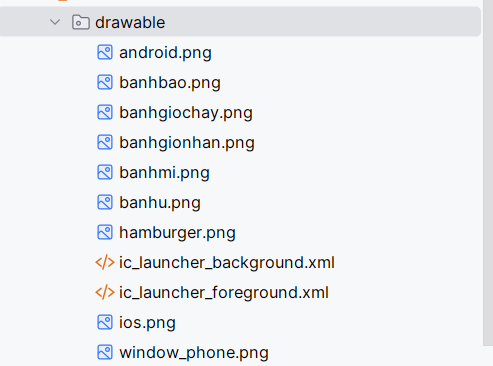 drawable
android.png
banhbao.png
banhgiochay.png
banhgionhan.png
banhmi.png
banhu.png
hamburger.png
ic_launcher_background.xml
ic_launcher_foreground.xml
ios.png
window_phone.png